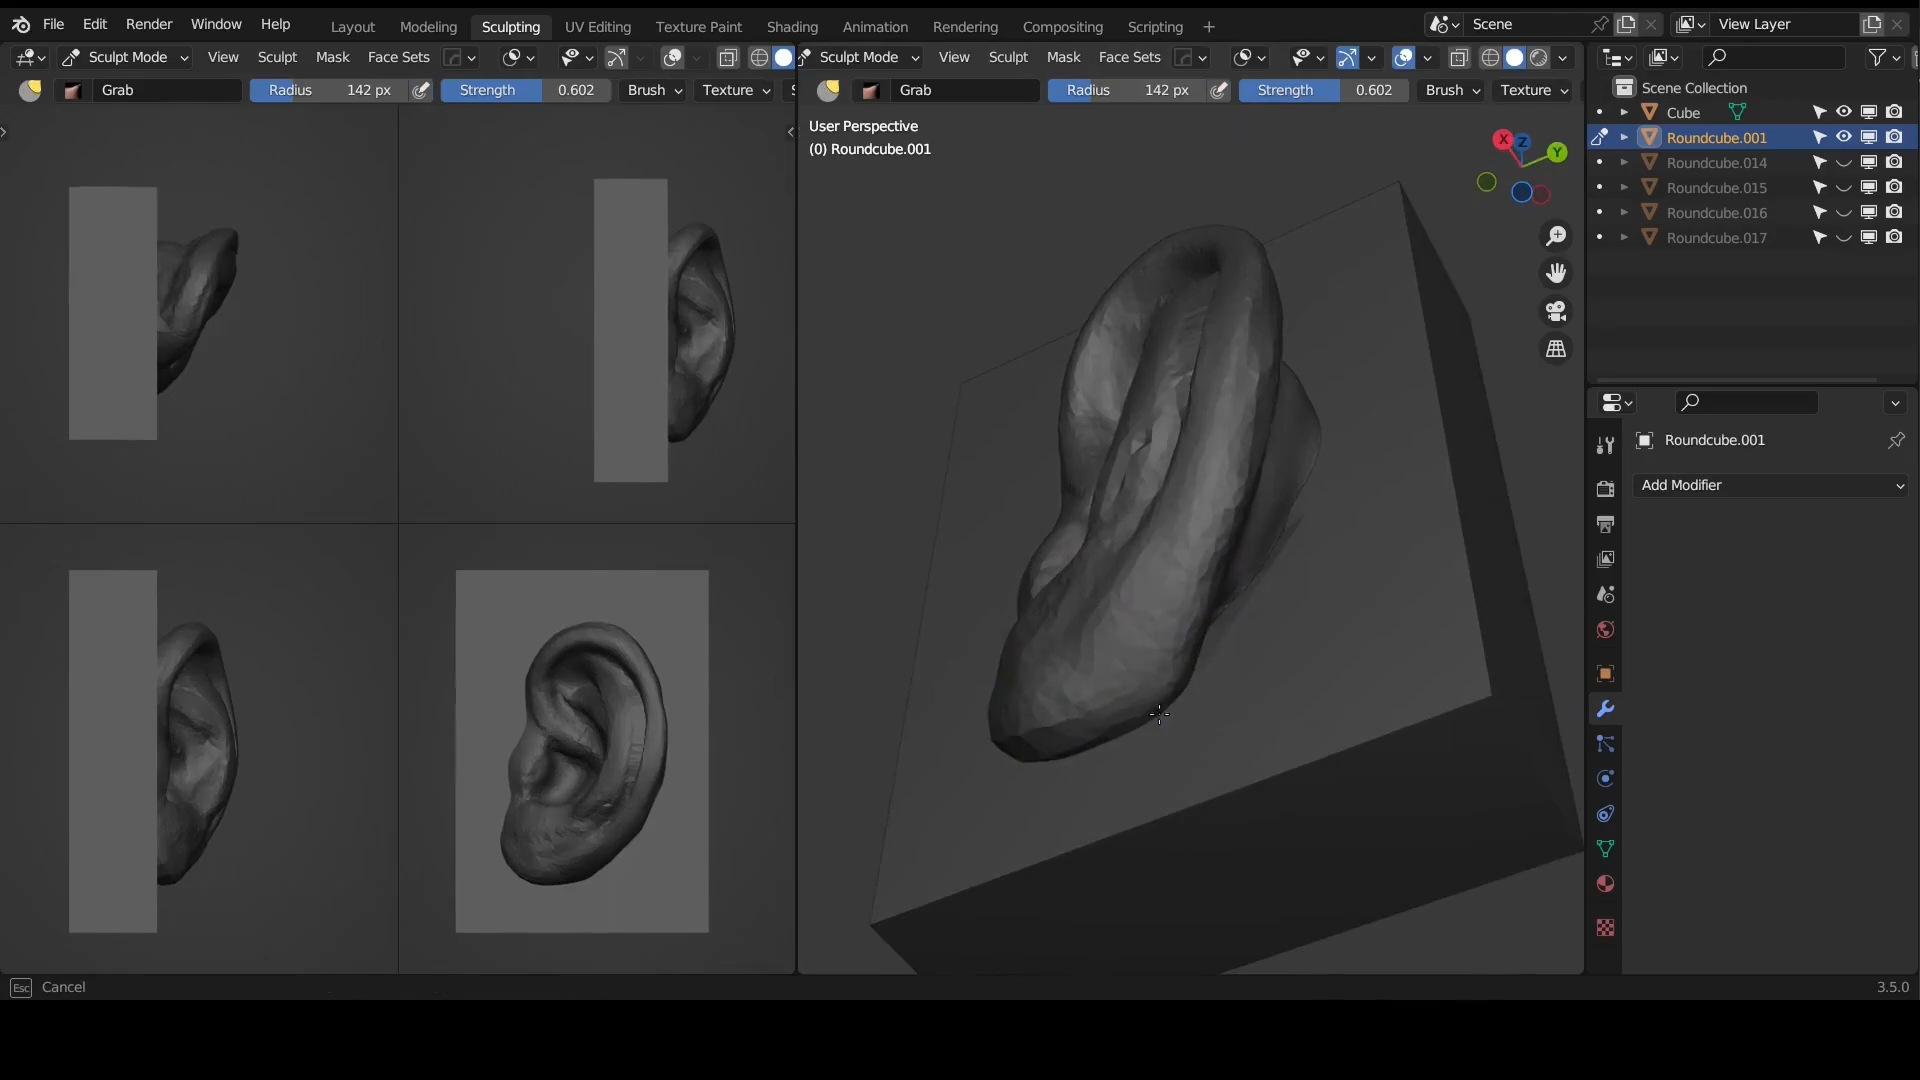 File Edit Render Window Help Layout Modeling Sculpting UV Editing Texture Paint Shading Animation Rendering Compositing Scripting + Scene View Layer
Sculpt Mode View Sculpt Mask Face Sets Sculpt Mode View Sculpt Mask Face Sets
Grab Radius 142 px Strength 0.602 Brush Texture Grab Radius 142 px Strength 0.602 Brush Texture
Scene Collection
Cube
Roundcube.001
Roundcube.014
Roundcube.015
Roundcube.016
Roundcube.017
User Perspective
(0) Roundcube.001
X Z Y
Roundcube.001
Add Modifier
Esc Cancel 3.5.0